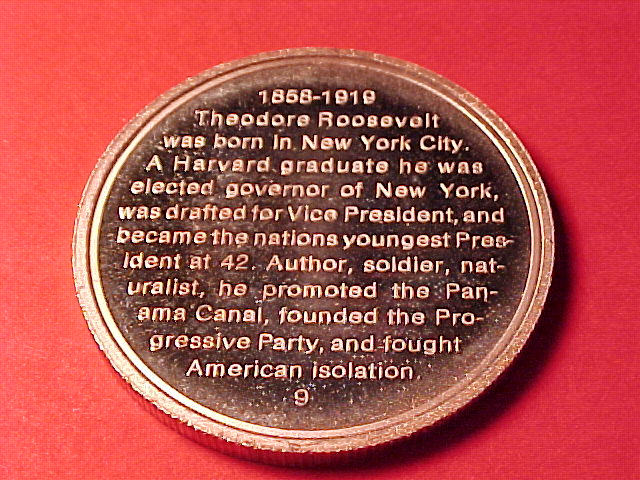 1858-1919
Theodore Roosevelt
was born in New York City.
A Harvard graduate he was
elected governor of New York,
was drafted for Vice President, and
became the nations youngest Pres-
ident at 42. Author, soldier, nat-
uralist, he promoted the Pan-
ama Canal, founded the Pro-
gressive Party, and fought
American isolation.
9